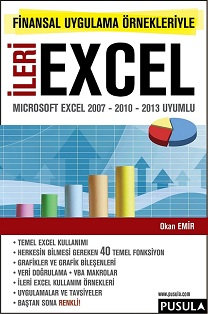 FİNANSAL UYGULAMA ÖRNEKLERİYLE
İLERİ
EXCEL
MICROSOFT EXCEL 2007 - 2010 - 2013 UYUMLU
Okan EMİR
• TEMEL EXCEL KULLANIMI
• HERKESİN BİLMESİ GEREKEN 40 TEMEL FONKSİYON
• GRAFİKLER VE GRAFİK BİLEŞENLERİ
• VERİ DOĞRULAMA • VBA MAKROLAR
• İLERİ EXCEL KULLANIM ÖRNEKLERİ
• UYGULAMALAR VE TAVSİYELER
• BAŞTAN SONA RENKLİ!
www.pusula.com
PUSULA